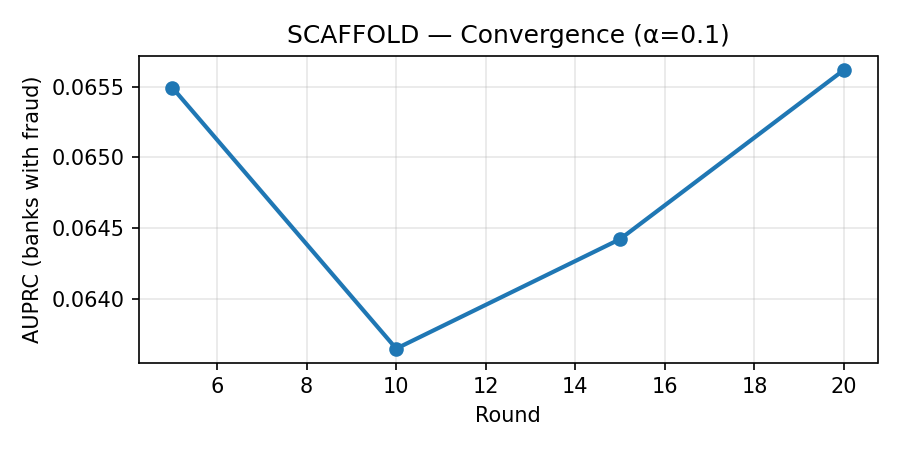 SCAFFOLD — Convergence (α=0.1)
AUPRC (banks with fraud)
0.0655
0.0650
0.0645
0.0640
6 8 10 12 14 16 18 20
Round